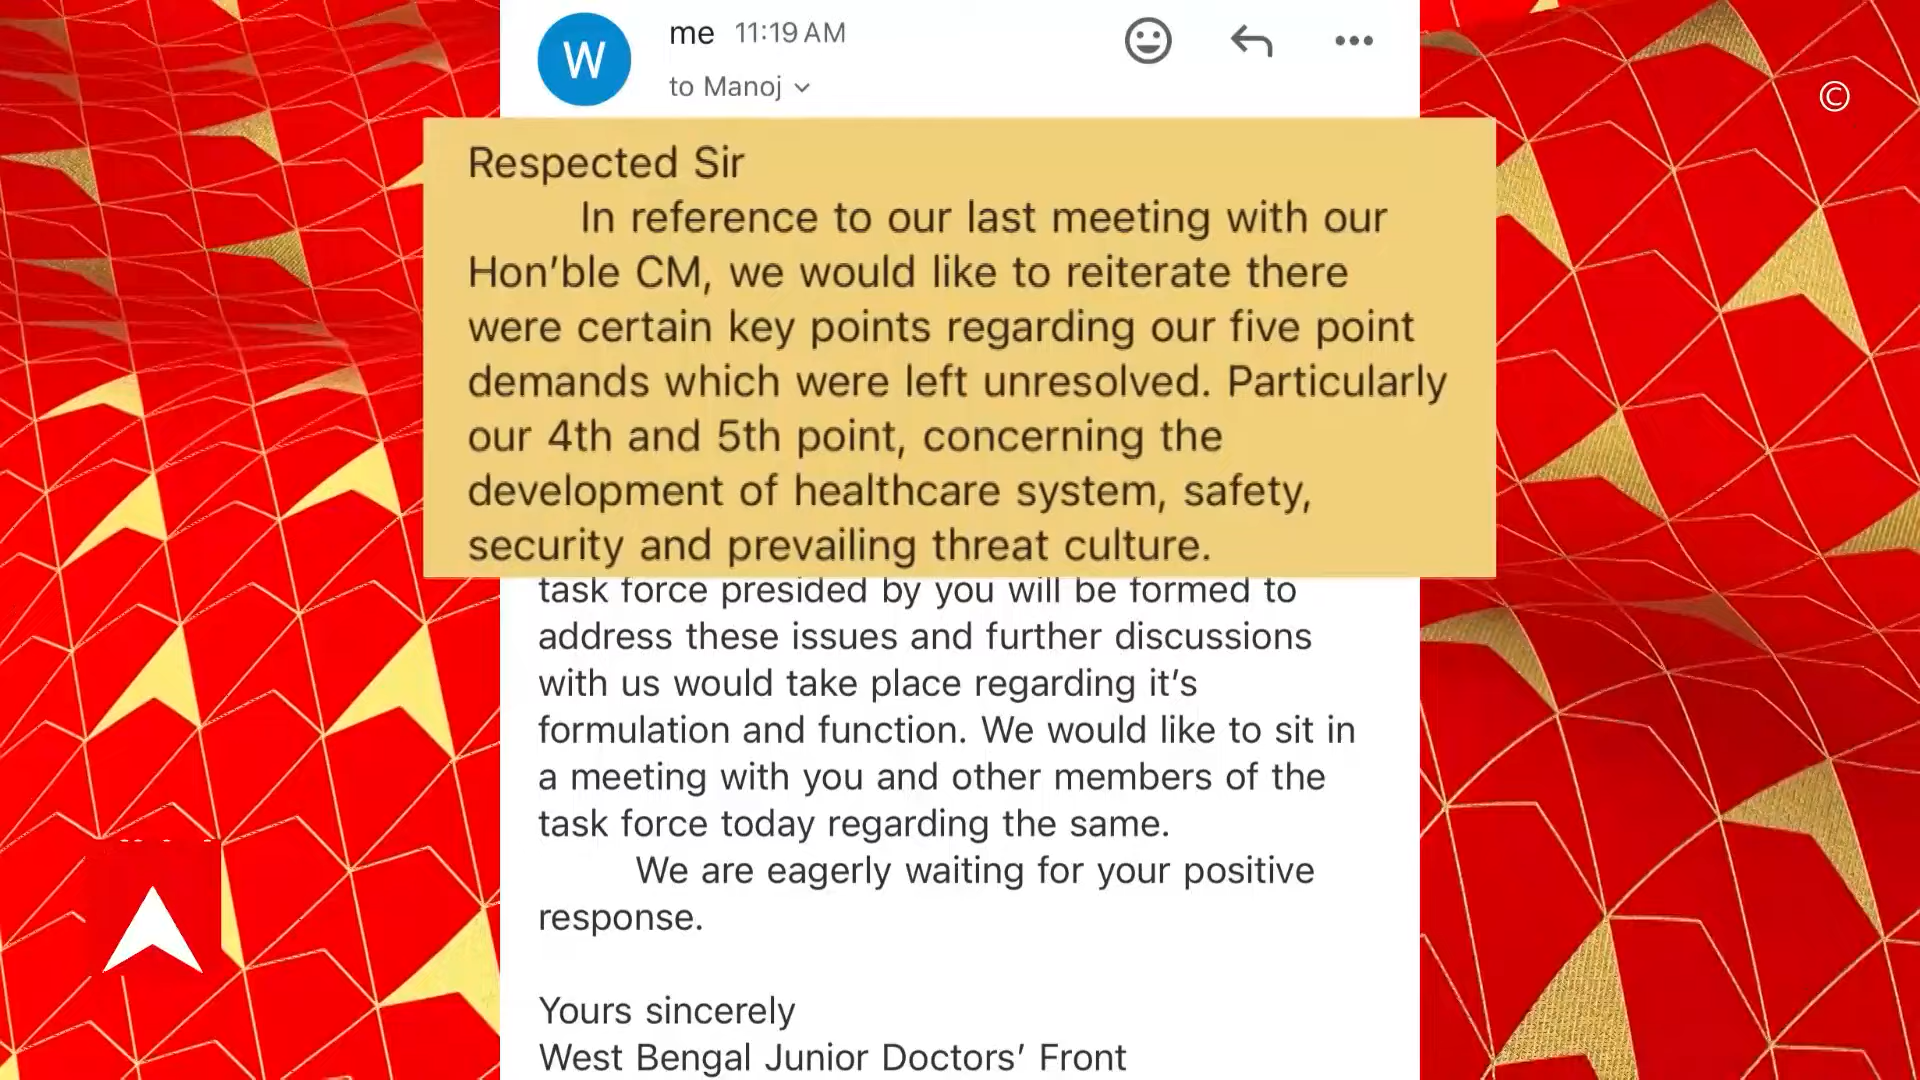 W
me 11:19 AM
to Manoj
©
Respected Sir
In reference to our last meeting with our
Hon’ble CM, we would like to reiterate there
were certain key points regarding our five point
demands which were left unresolved. Particularly
our 4th and 5th point, concerning the
development of healthcare system, safety,
security and prevailing threat culture.
task force presided by you will be formed to
address these issues and further discussions
with us would take place regarding it’s
formulation and function. We would like to sit in
a meeting with you and other members of the
task force today regarding the same.
We are eagerly waiting for your positive
response.
Yours sincerely
West Bengal Junior Doctors’ Front